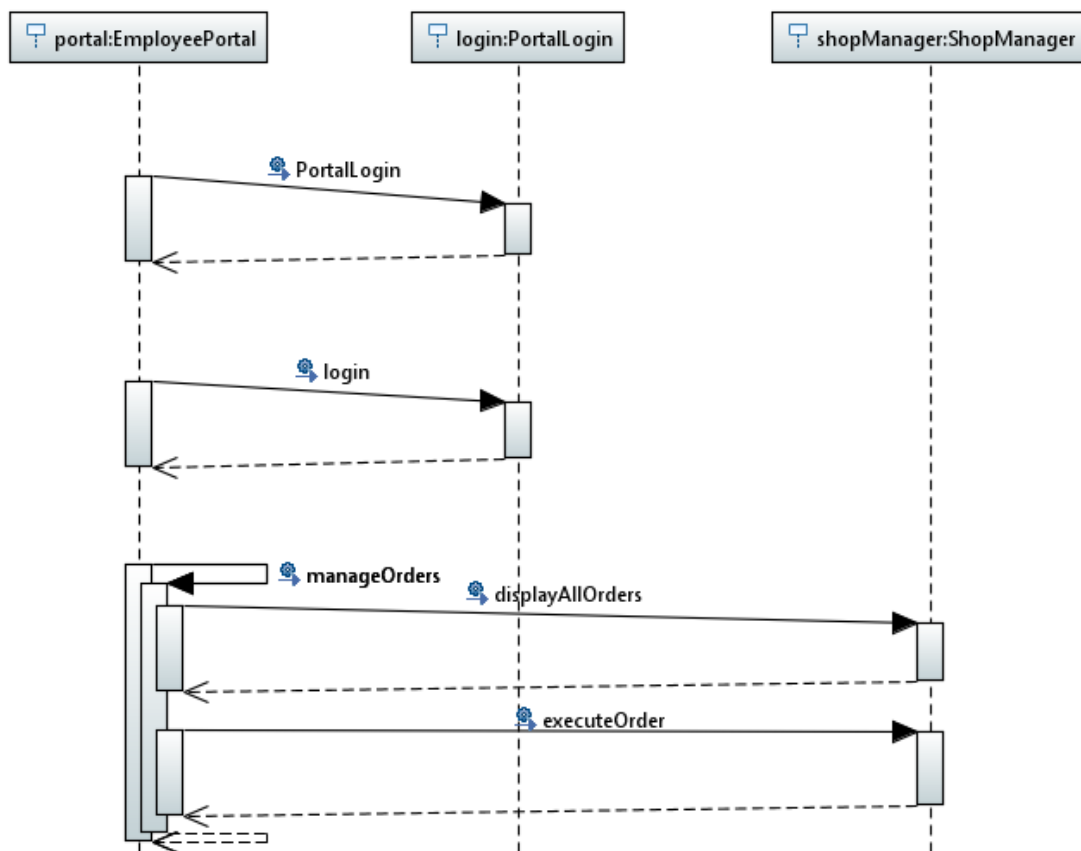 portal:EmployeePortal
login:PortalLogin
shopManager:ShopManager
PortalLogin
login
manageOrders
displayAllOrders
executeOrder